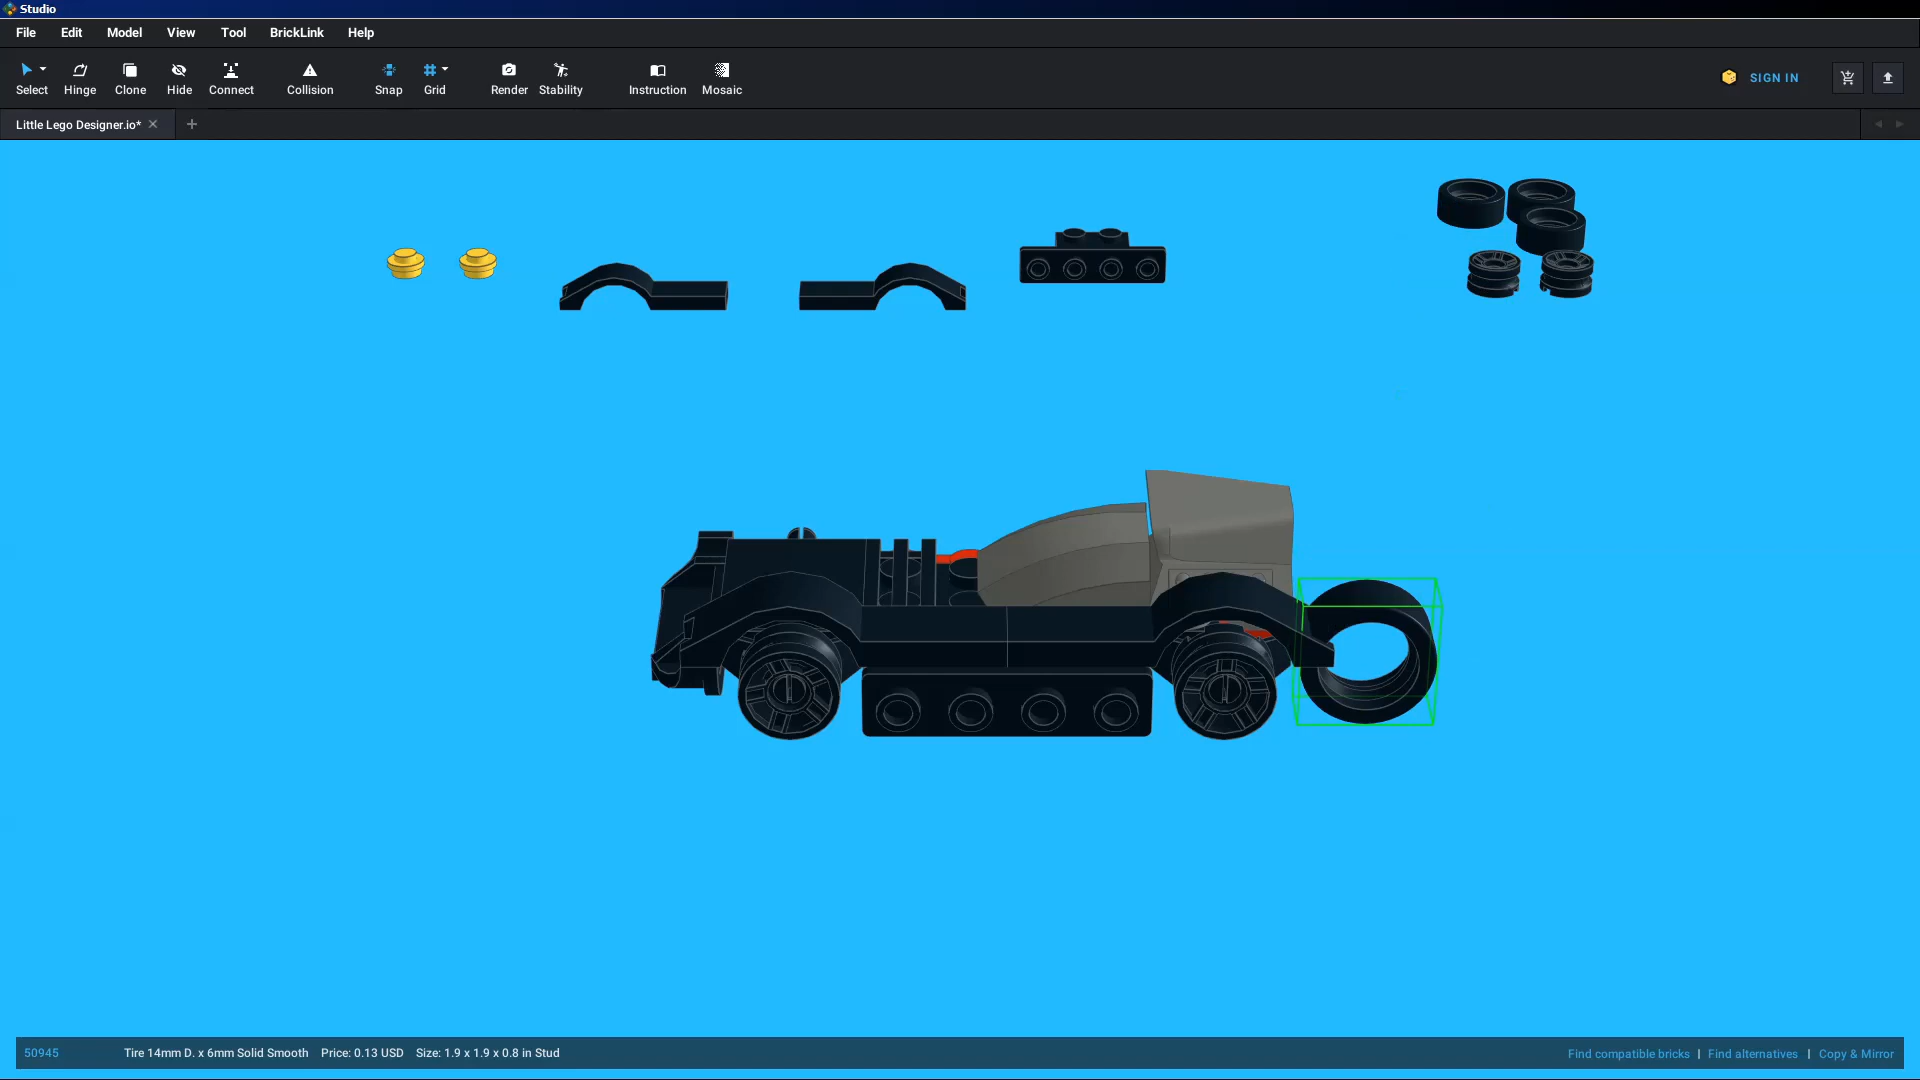 Studio
File Edit Model View Tool BrickLink Help
Select Hinge Clone Hide Connect Collision Snap Grid Render Stability Instruction Mosaic SIGN IN
Little Lego Designer.io*
50945 Tire 14mm D. x 6mm Solid Smooth Price: 0.13 USD Size: 1.9 x 1.9 x 0.8 in Stud Find compatible bricks | Find alternatives | Copy & Mirror